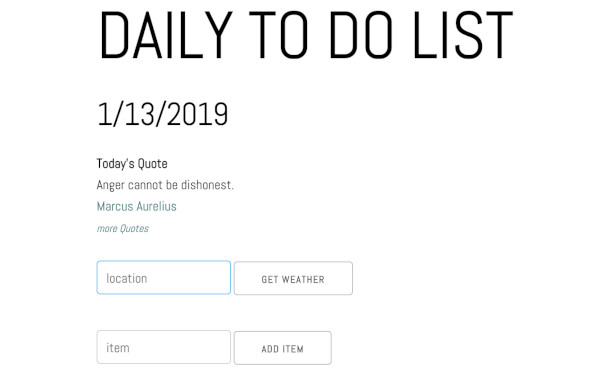 DAILY TO DO LIST
1/13/2019
Today's Quote
Anger cannot be dishonest.
Marcus Aurelius
more Quotes
location GET WEATHER
item ADD ITEM